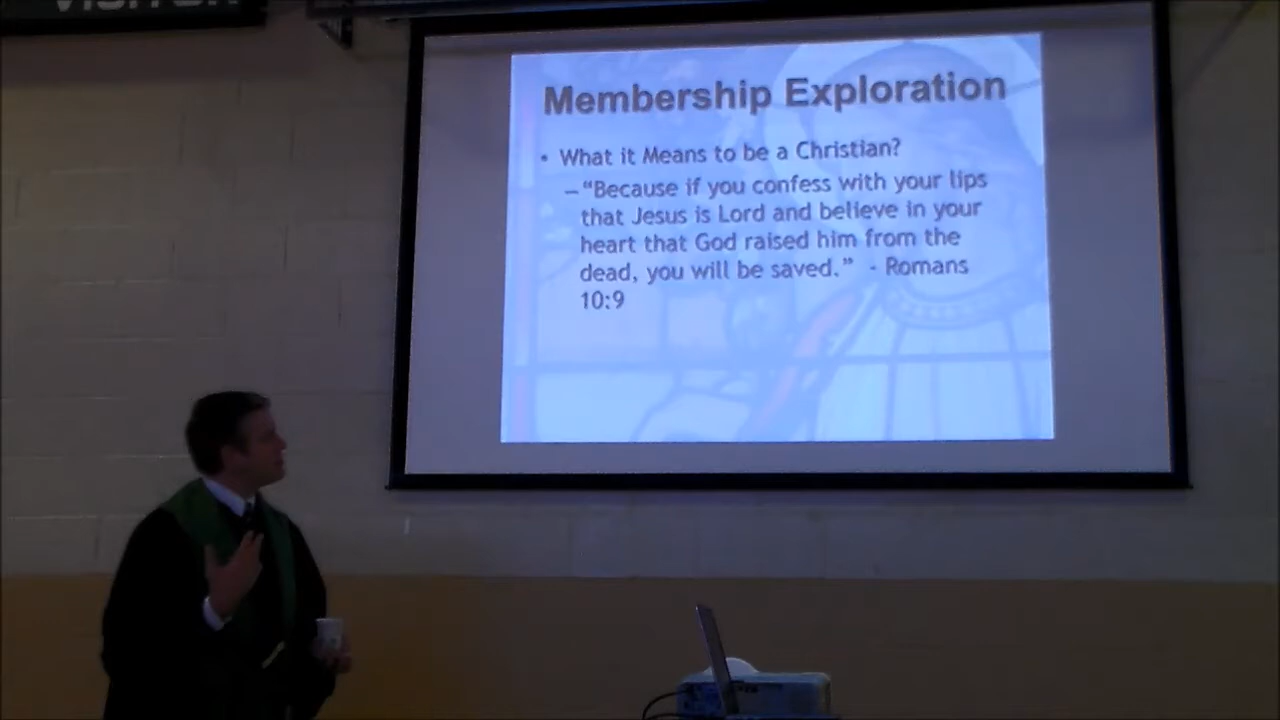 VISITOR
Membership Exploration
• What it Means to be a Christian?
–“Because if you confess with your lips
that Jesus is Lord and believe in your
heart that God raised him from the
dead, you will be saved.” - Romans
10:9